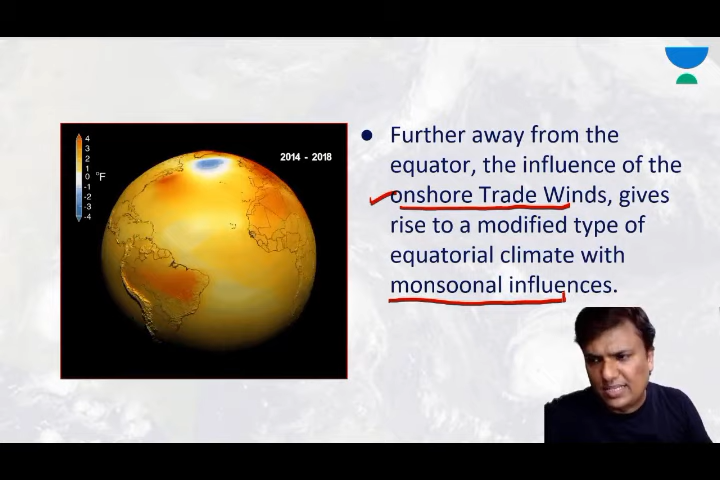 2014 - 2018
4
3
2
1
0
-1
-2
-3
-4
°F
● Further away from the
equator, the influence of the
onshore Trade Winds, gives
rise to a modified type of
equatorial climate with
monsoonal influences.